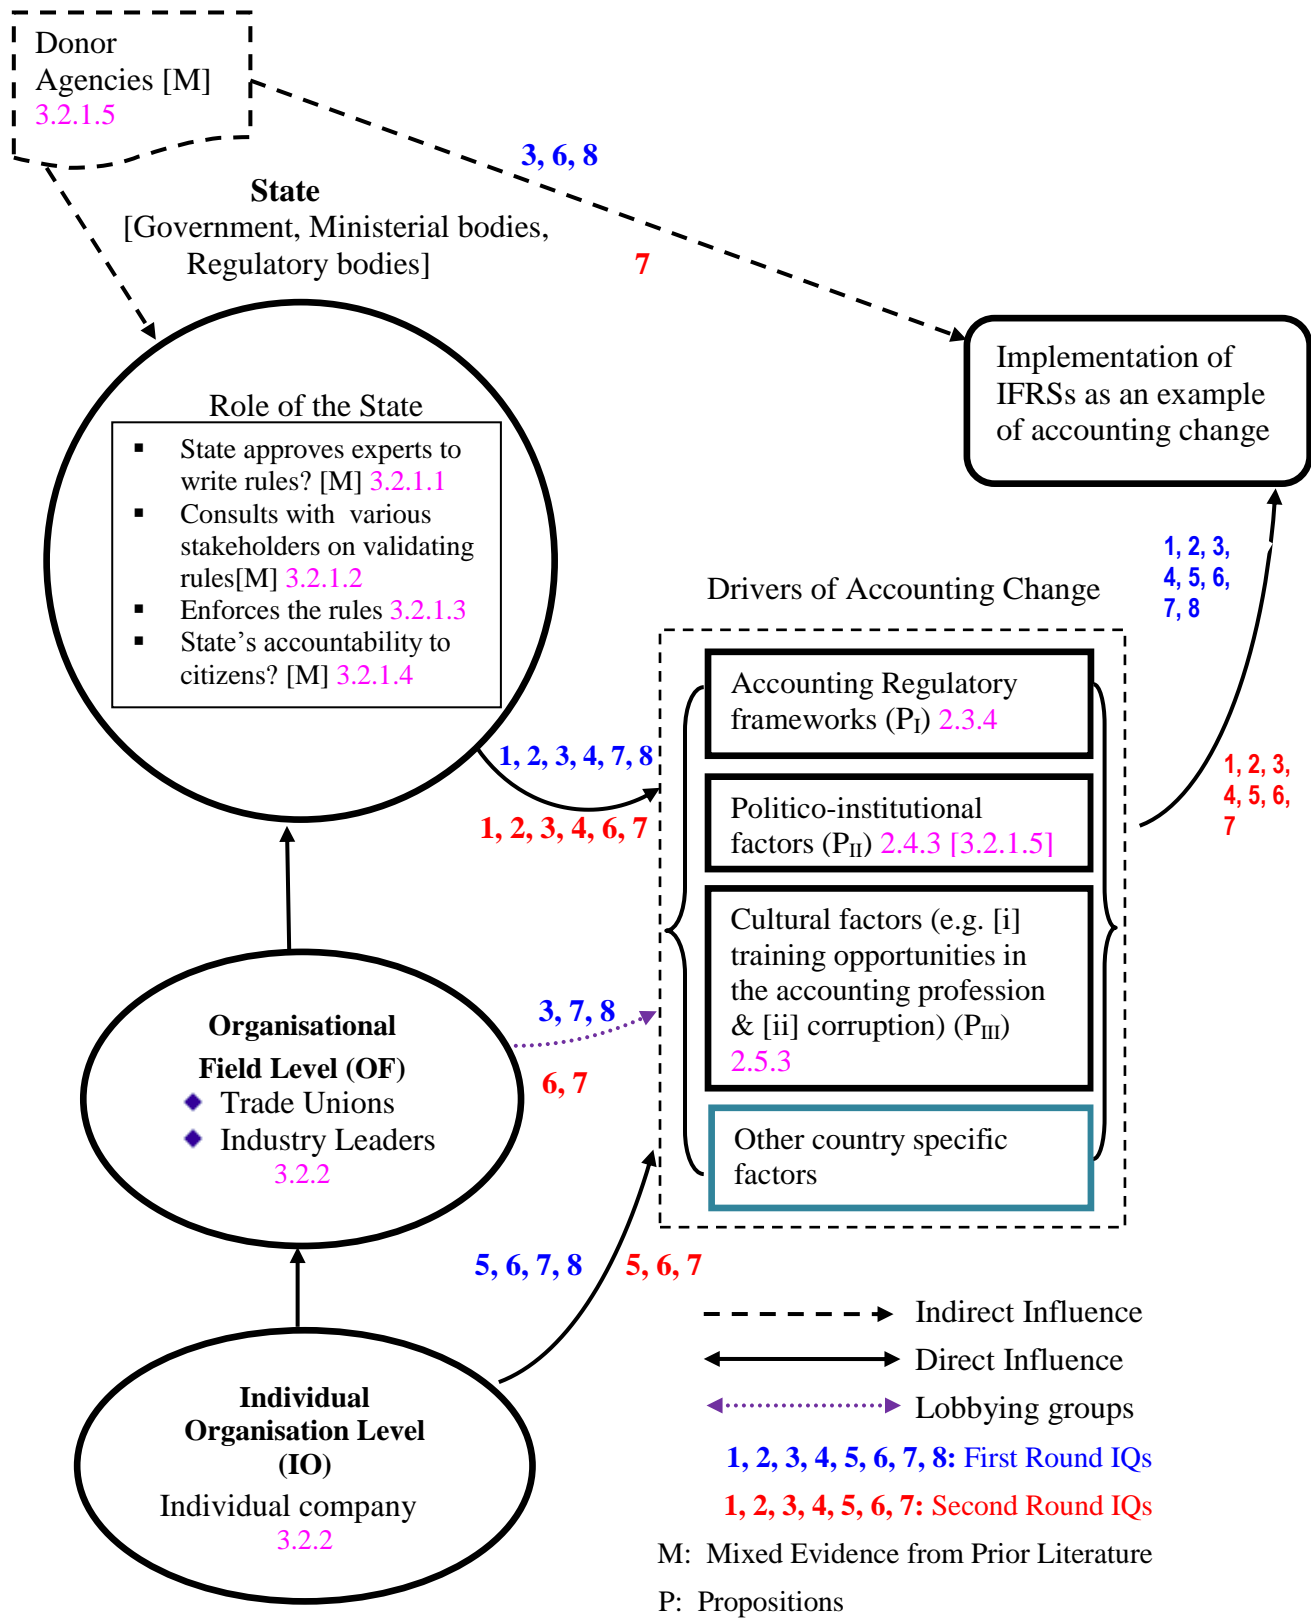 Donor
Agencies [M]
3.2.1.5
3, 6, 8
7
State
[Government, Ministerial bodies,
Regulatory bodies]
Role of the State
▪ State approves experts to
write rules? [M] 3.2.1.1
▪ Consults with various
stakeholders on validating
rules[M] 3.2.1.2
▪ Enforces the rules 3.2.1.3
▪ State’s accountability to
citizens? [M] 3.2.1.4
Implementation of
IFRSs as an example
of accounting change
1, 2, 3,
4, 5, 6,
7, 8
1, 2, 3,
4, 5, 6,
7
1, 2, 3, 4, 7, 8
1, 2, 3, 4, 6, 7
Drivers of Accounting Change
Accounting Regulatory
frameworks (PI) 2.3.4
Politico-institutional
factors (PII) 2.4.3 [3.2.1.5]
Cultural factors (e.g. [i]
training opportunities in
the accounting profession
& [ii] corruption) (PIII)
2.5.3
Other country specific
factors
Organisational
Field Level (OF)
◆ Trade Unions
◆ Industry Leaders
3.2.2
3, 7, 8
6, 7
5, 6, 7, 8
5, 6, 7
Individual
Organisation Level
(IO)
Individual company
3.2.2
Indirect Influence
Direct Influence
Lobbying groups
1, 2, 3, 4, 5, 6, 7, 8: First Round IQs
1, 2, 3, 4, 5, 6, 7: Second Round IQs
M: Mixed Evidence from Prior Literature
P: Propositions